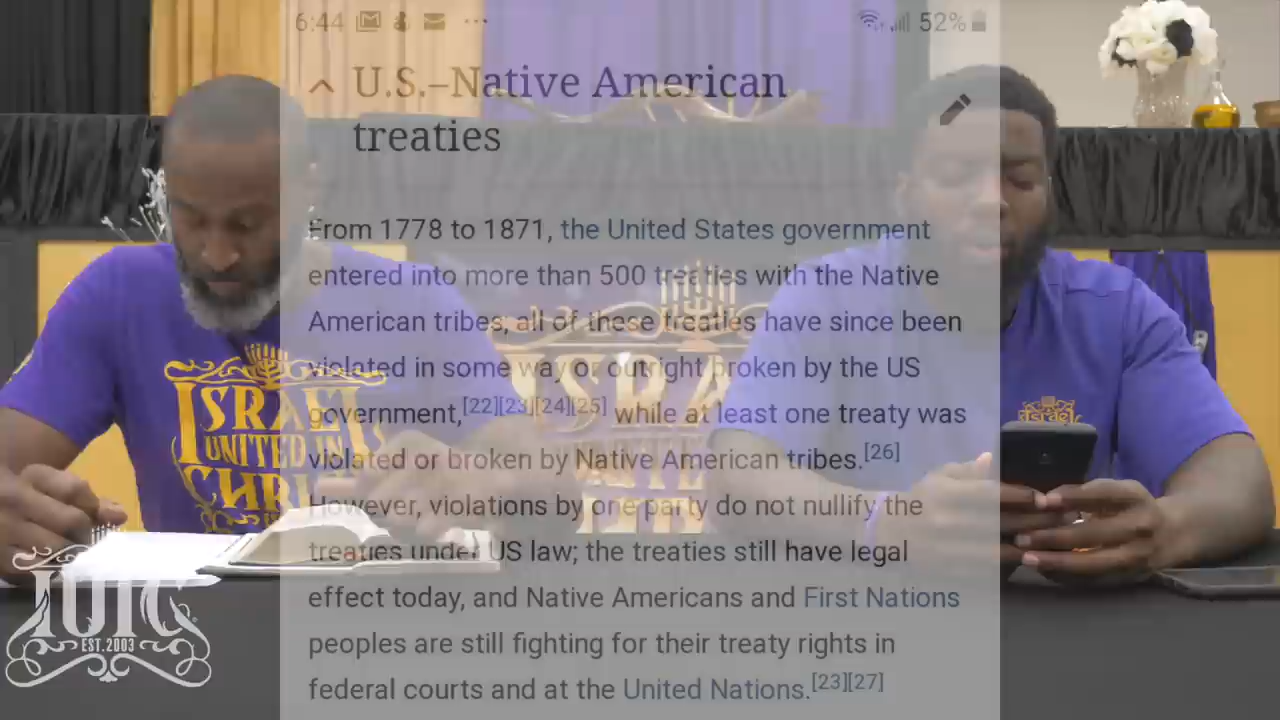 6:44
52%
U.S.–Native American
treaties
From 1778 to 1871, the United States government
entered into more than 500 treaties with the Native
American tribes; all of these treaties have since been
violated in some way or outright broken by the US
government,[22][23][24][25] while at least one treaty was
violated or broken by Native American tribes.[26]
However, violations by one party do not nullify the
treaties under US law; the treaties still have legal
effect today, and Native Americans and First Nations
peoples are still fighting for their treaty rights in
federal courts and at the United Nations.[23][27]
ISRAEL
UNITED IN
CHRI
ISRA
UNITE
ISRAEL
IUIC
EST.2003